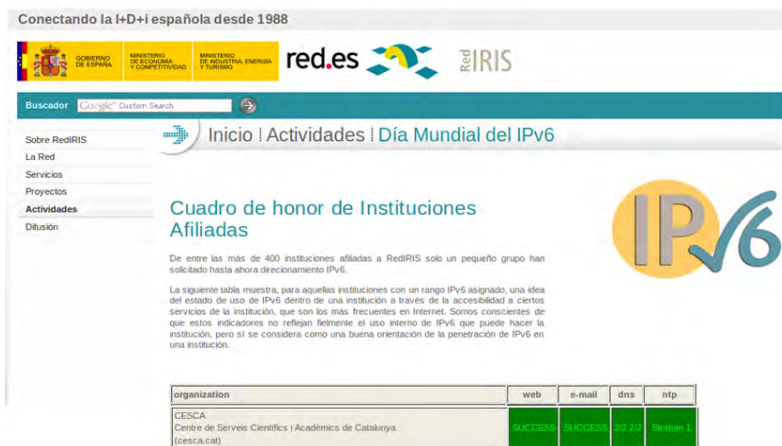 Conectando la I+D+i española desde 1988
GOBIERNO
DE ESPAÑA
MINISTERIO
DE ECONOMÍA
Y COMPETITIVIDAD
MINISTERIO
DE INDUSTRIA, ENERGÍA
Y TURISMO
red.es
RedIRIS
Buscador Google™ Custom Search
Inicio | Actividades | Día Mundial del IPv6
Sobre RedIRIS
La Red
Servicios
Proyectos
Actividades
Difusión
IPv6
Cuadro de honor de Instituciones
Afiliadas
De entre las más de 400 instituciones afiliadas a RedIRIS solo un pequeño grupo han
solicitado hasta ahora direccionamiento IPv6.
La siguiente tabla muestra, para aquellas instituciones con un rango IPv6 asignado, una idea
del estado de uso de IPv6 dentro de una institución a través de la accesibilidad a ciertos
servicios de la institución, que son los más frecuentes en Internet. Somos conscientes de
que estos indicadores no reflejan fielmente el uso interno de IPv6 que puede hacer la
institución, pero sí se considera como una buena orientación de la penetración de IPv6 en
una institución.
organization web e-mail dns ntp
CESCA
Centre de Serveis Científics i Acadèmics de Catalunya
(cesca.cat)
SUCCESS SUCCESS 2/2 2/2 Stratum 1